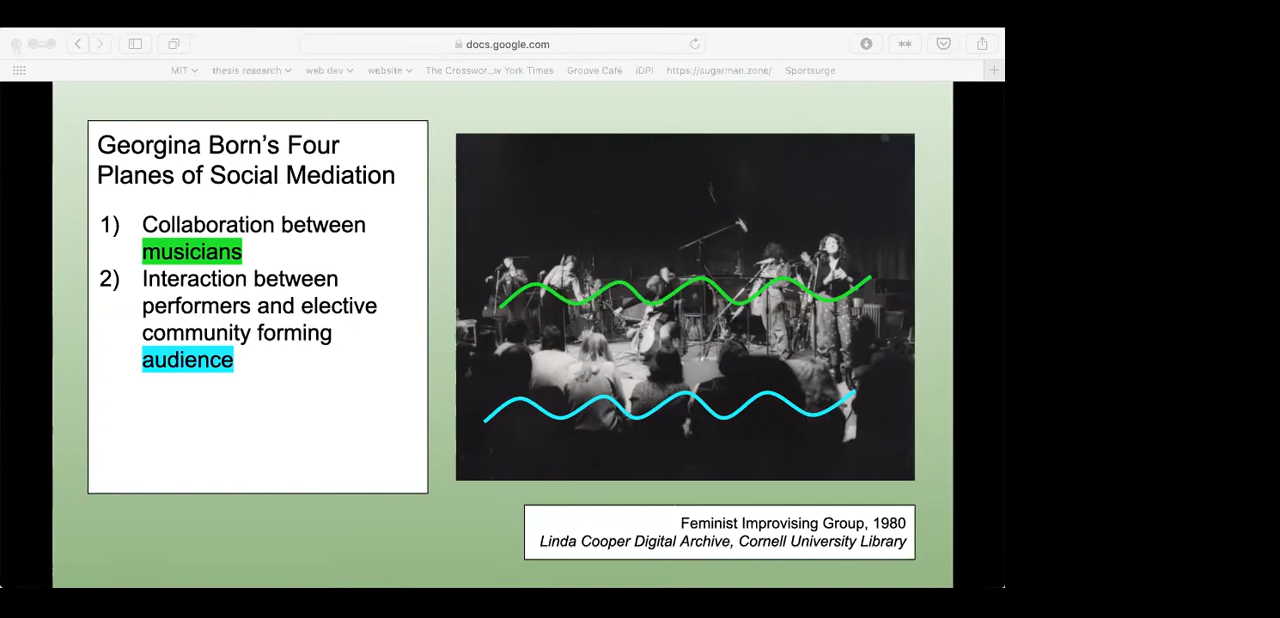 docs.google.com
MIT thesis research web dev website The Crosswor...w York Times Groove Café iDPI https://sugarman.zone/ Sportsurge
Georgina Born's Four
Planes of Social Mediation
1) Collaboration between
musicians
2) Interaction between
performers and elective
community forming
audience
Feminist Improvising Group, 1980
Linda Cooper Digital Archive, Cornell University Library